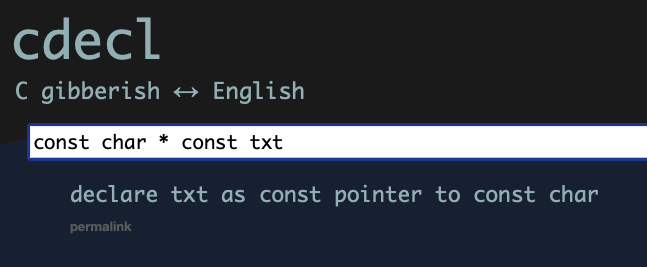 cdecl
C gibberish ↔ English
const char * const txt
declare txt as const pointer to const char
permalink